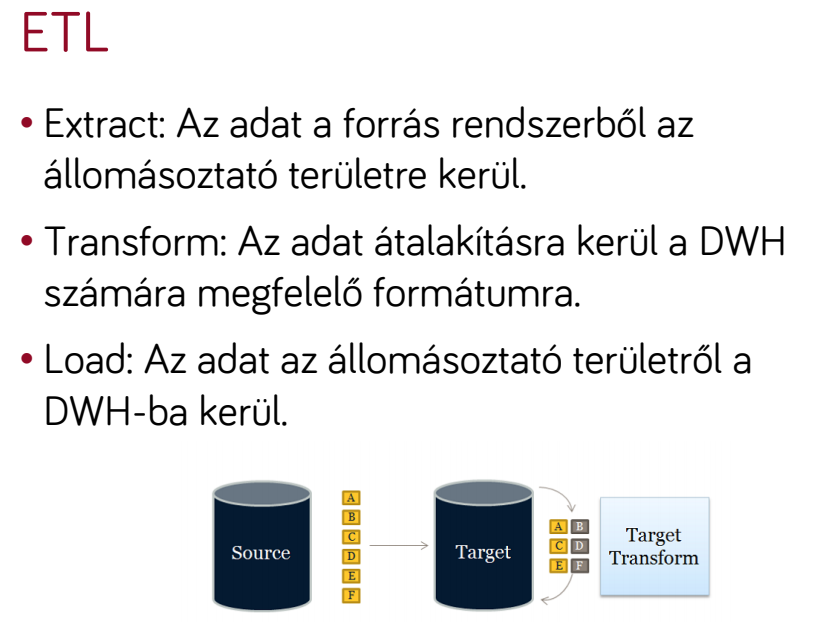 ETL
• Extract: Az adat a forrás rendszerből az
állomásoztató területre kerül.
• Transform: Az adat átalakításra kerül a DWH
számára megfelelő formátumra.
• Load: Az adat az állomásoztató területről a
DWH-ba kerül.
Source
A
B
C
D
E
F
Target
A B
C D
E F
Target
Transform